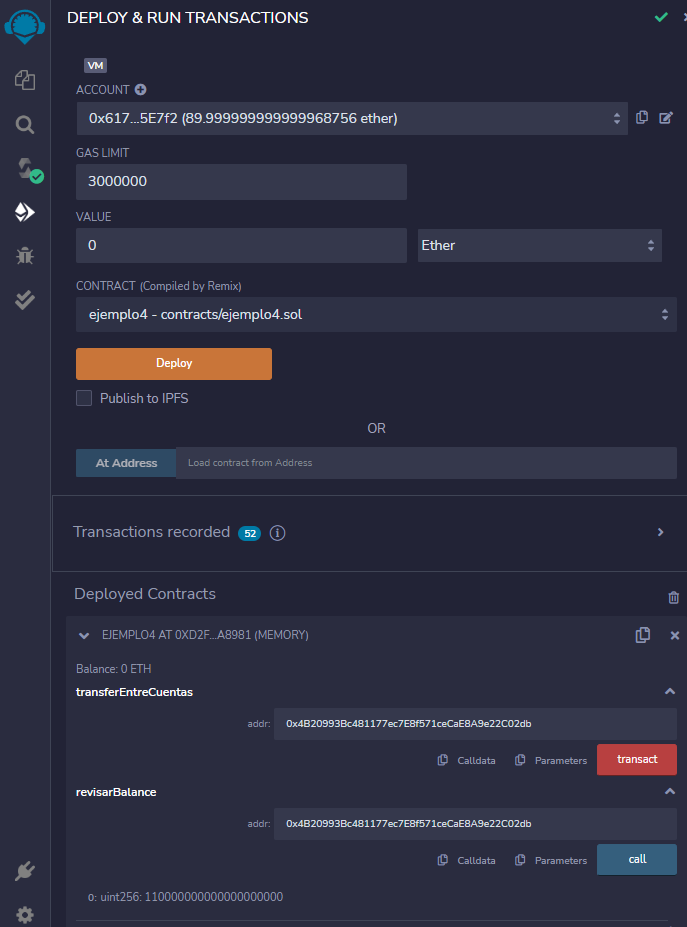 DEPLOY & RUN TRANSACTIONS
VM
ACCOUNT
0x617...5E7f2 (89.999999999999968756 ether)
GAS LIMIT
3000000
VALUE
0
Ether
CONTRACT (Compiled by Remix)
ejemplo4 - contracts/ejemplo4.sol
Deploy
Publish to IPFS
OR
At Address
Load contract from Address
Transactions recorded 52 i
Deployed Contracts
EJEMPLO4 AT 0XD2F...A8981 (MEMORY)
Balance: 0 ETH
transferEntreCuentas
addr: 0x4B20993Bc481177ec7E8f571ceCaE8A9e22C02db
Calldata Parameters transact
revisarBalance
addr: 0x4B20993Bc481177ec7E8f571ceCaE8A9e22C02db
Calldata Parameters call
0: uint256: 110000000000000000000